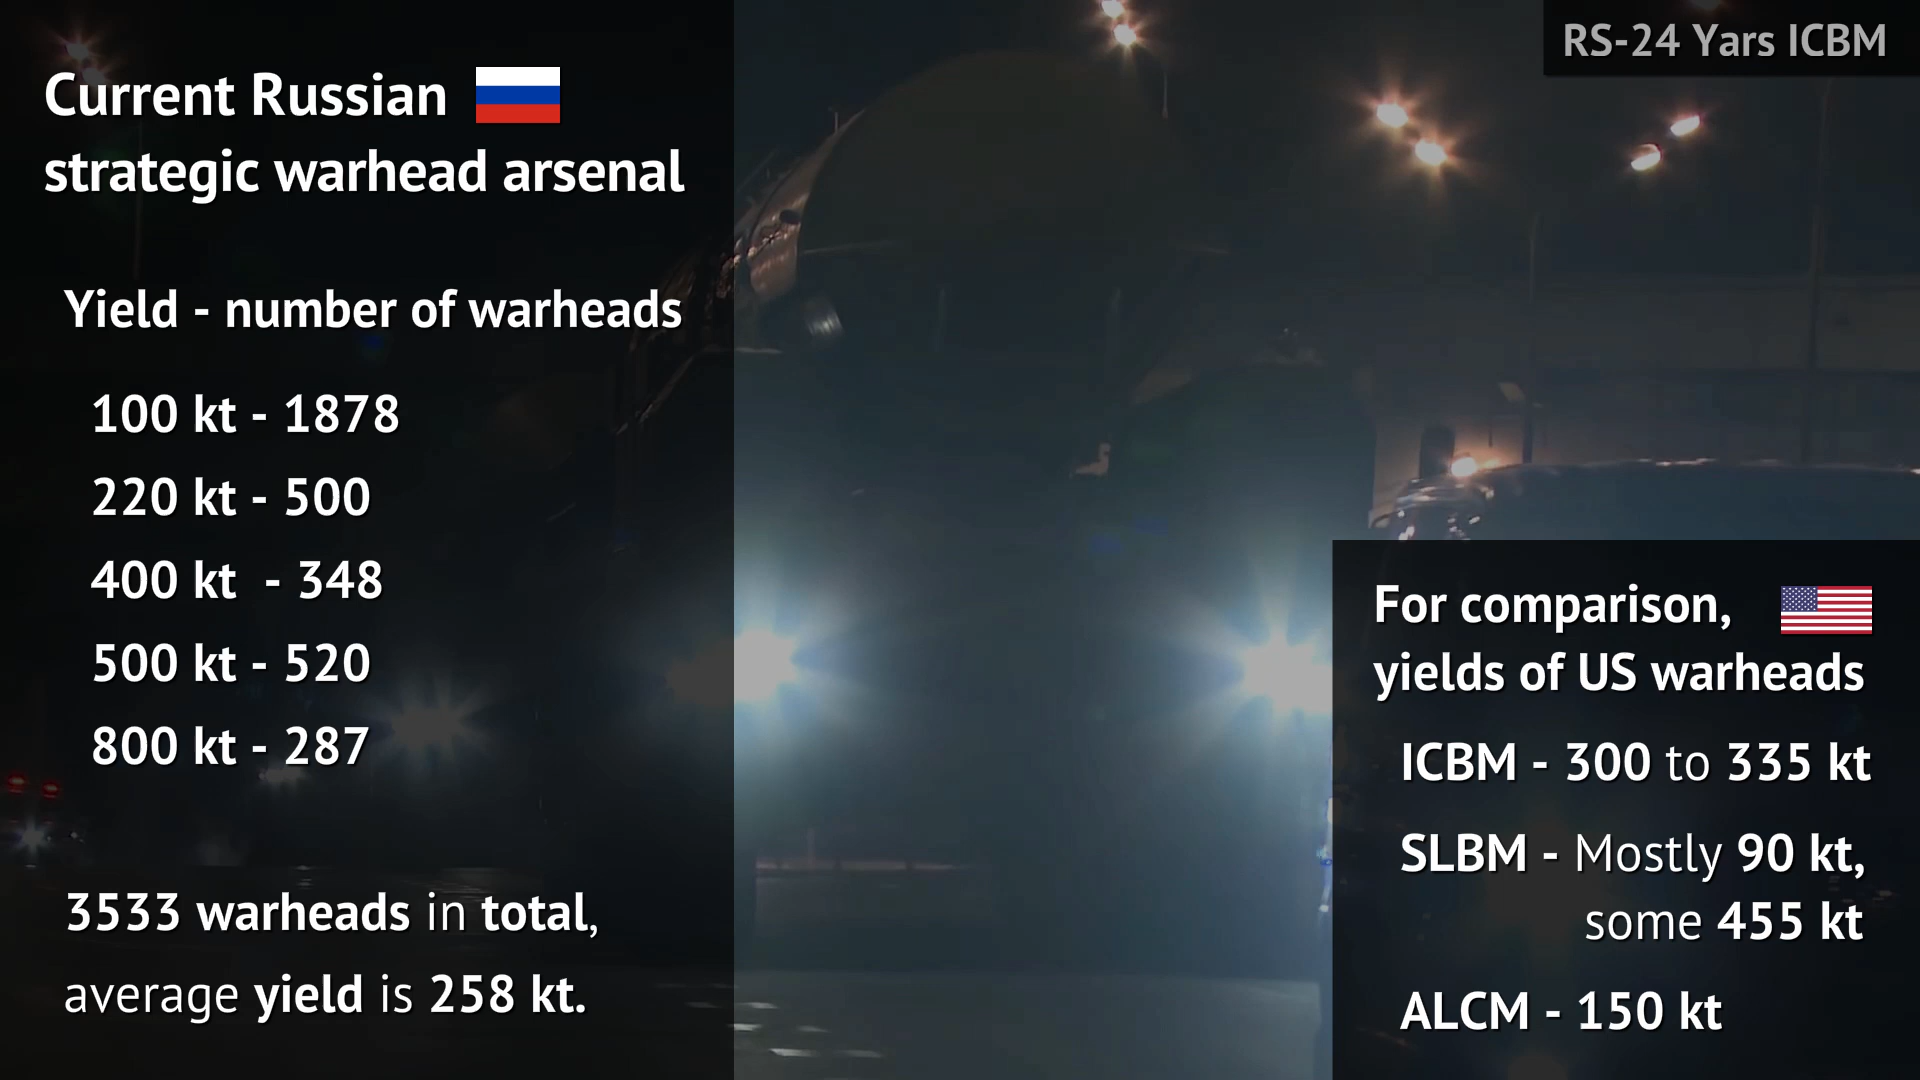 RS-24 Yars ICBM
Current Russian
strategic warhead arsenal
Yield - number of warheads
100 kt - 1878
220 kt - 500
400 kt - 348
500 kt - 520
800 kt - 287
3533 warheads in total,
average yield is 258 kt.
For comparison,
yields of US warheads
ICBM - 300 to 335 kt
SLBM - Mostly 90 kt,
some 455 kt
ALCM - 150 kt